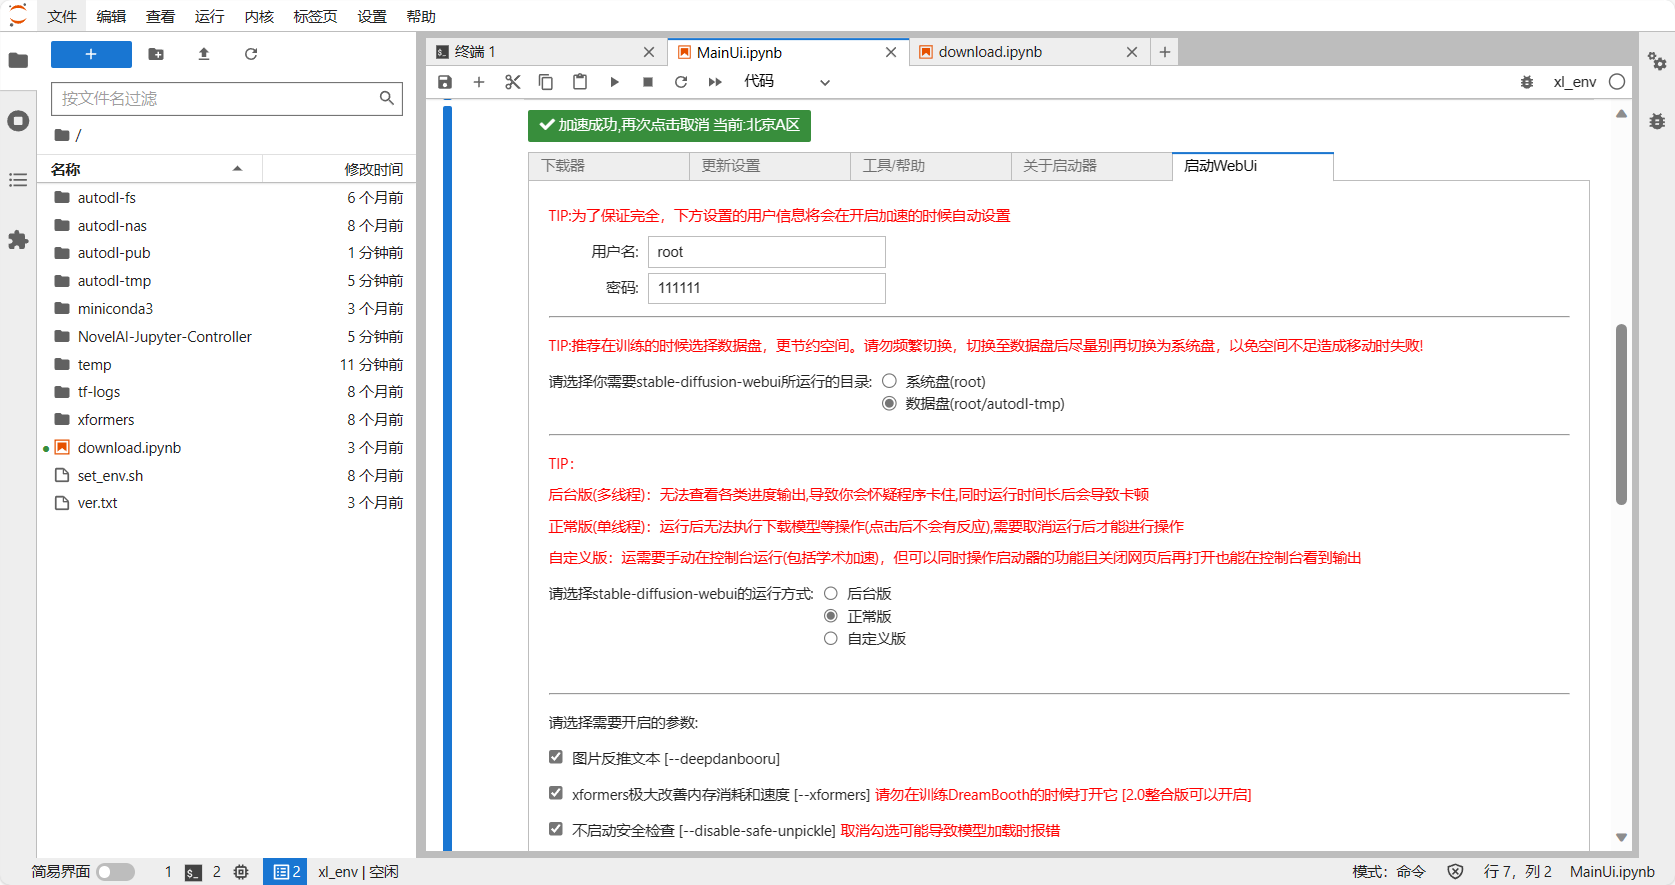 文件 编辑 查看 运行 内核 标签页 设置 帮助
终端 1 MainUi.ipynb download.ipynb
代码 xl_env
按文件名过滤
/
名称 修改时间
autodl-fs 6 个月前
autodl-nas 8 个月前
autodl-pub 1 分钟前
autodl-tmp 5 分钟前
miniconda3 3 个月前
NovelAI-Jupyter-Controller 5 分钟前
temp 11 分钟前
tf-logs 8 个月前
xformers 8 个月前
download.ipynb 3 个月前
set_env.sh 8 个月前
ver.txt 3 个月前
加速成功,再次点击取消 当前:北京A区
下载器 更新设置 工具/帮助 关于启动器 启动WebUi
TIP:为了保证完全，下方设置的用户信息将会在开启加速的时候自动设置
用户名: root
密码: 111111
TIP:推荐在训练的时候选择数据盘，更节约空间。请勿频繁切换，切换至数据盘后尽量别再切换为系统盘，以免空间不足造成移动时失败!
请选择你需要stable-diffusion-webui所运行的目录: 系统盘(root)
数据盘(root/autodl-tmp)
TIP：
后台版(多线程)：无法查看各类进度输出,导致你会怀疑程序卡住,同时运行时间长后会导致卡顿
正常版(单线程)：运行后无法执行下载模型等操作(点击后不会有反应),需要取消运行后才能进行操作
自定义版：运需要手动在控制台运行(包括学术加速)，但可以同时操作启动器的功能且关闭网页后再打开也能在控制台看到输出
请选择stable-diffusion-webui的运行方式: 后台版
正常版
自定义版
请选择需要开启的参数:
图片反推文本 [--deepdanbooru]
xformers极大改善内存消耗和速度 [--xformers] 请勿在训练DreamBooth的时候打开它 [2.0整合版可以开启]
不启动安全检查 [--disable-safe-unpickle] 取消勾选可能导致模型加载时报错
简易界面 1 2 2 xl_env | 空闲 模式：命令 行 7，列 2 MainUi.ipynb